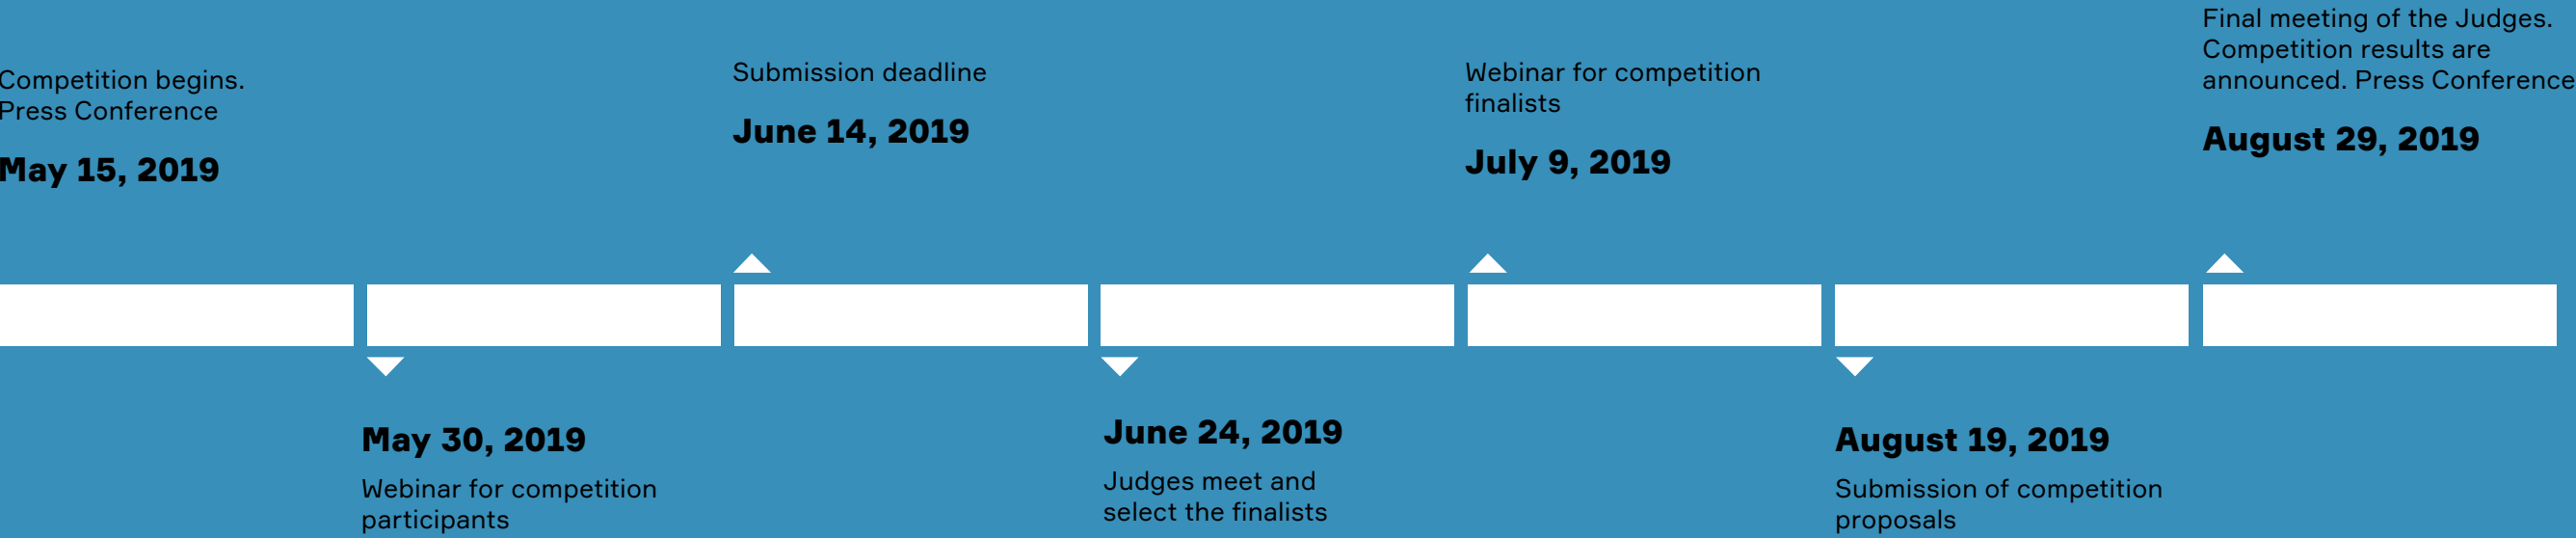 Competition begins.
Press Conference
May 15, 2019
May 30, 2019
Webinar for competition
participants
Submission deadline
June 14, 2019
June 24, 2019
Judges meet and
select the finalists
Webinar for competition
finalists
July 9, 2019
August 19, 2019
Submission of competition
proposals
Final meeting of the Judges.
Competition results are
announced. Press Conference
August 29, 2019